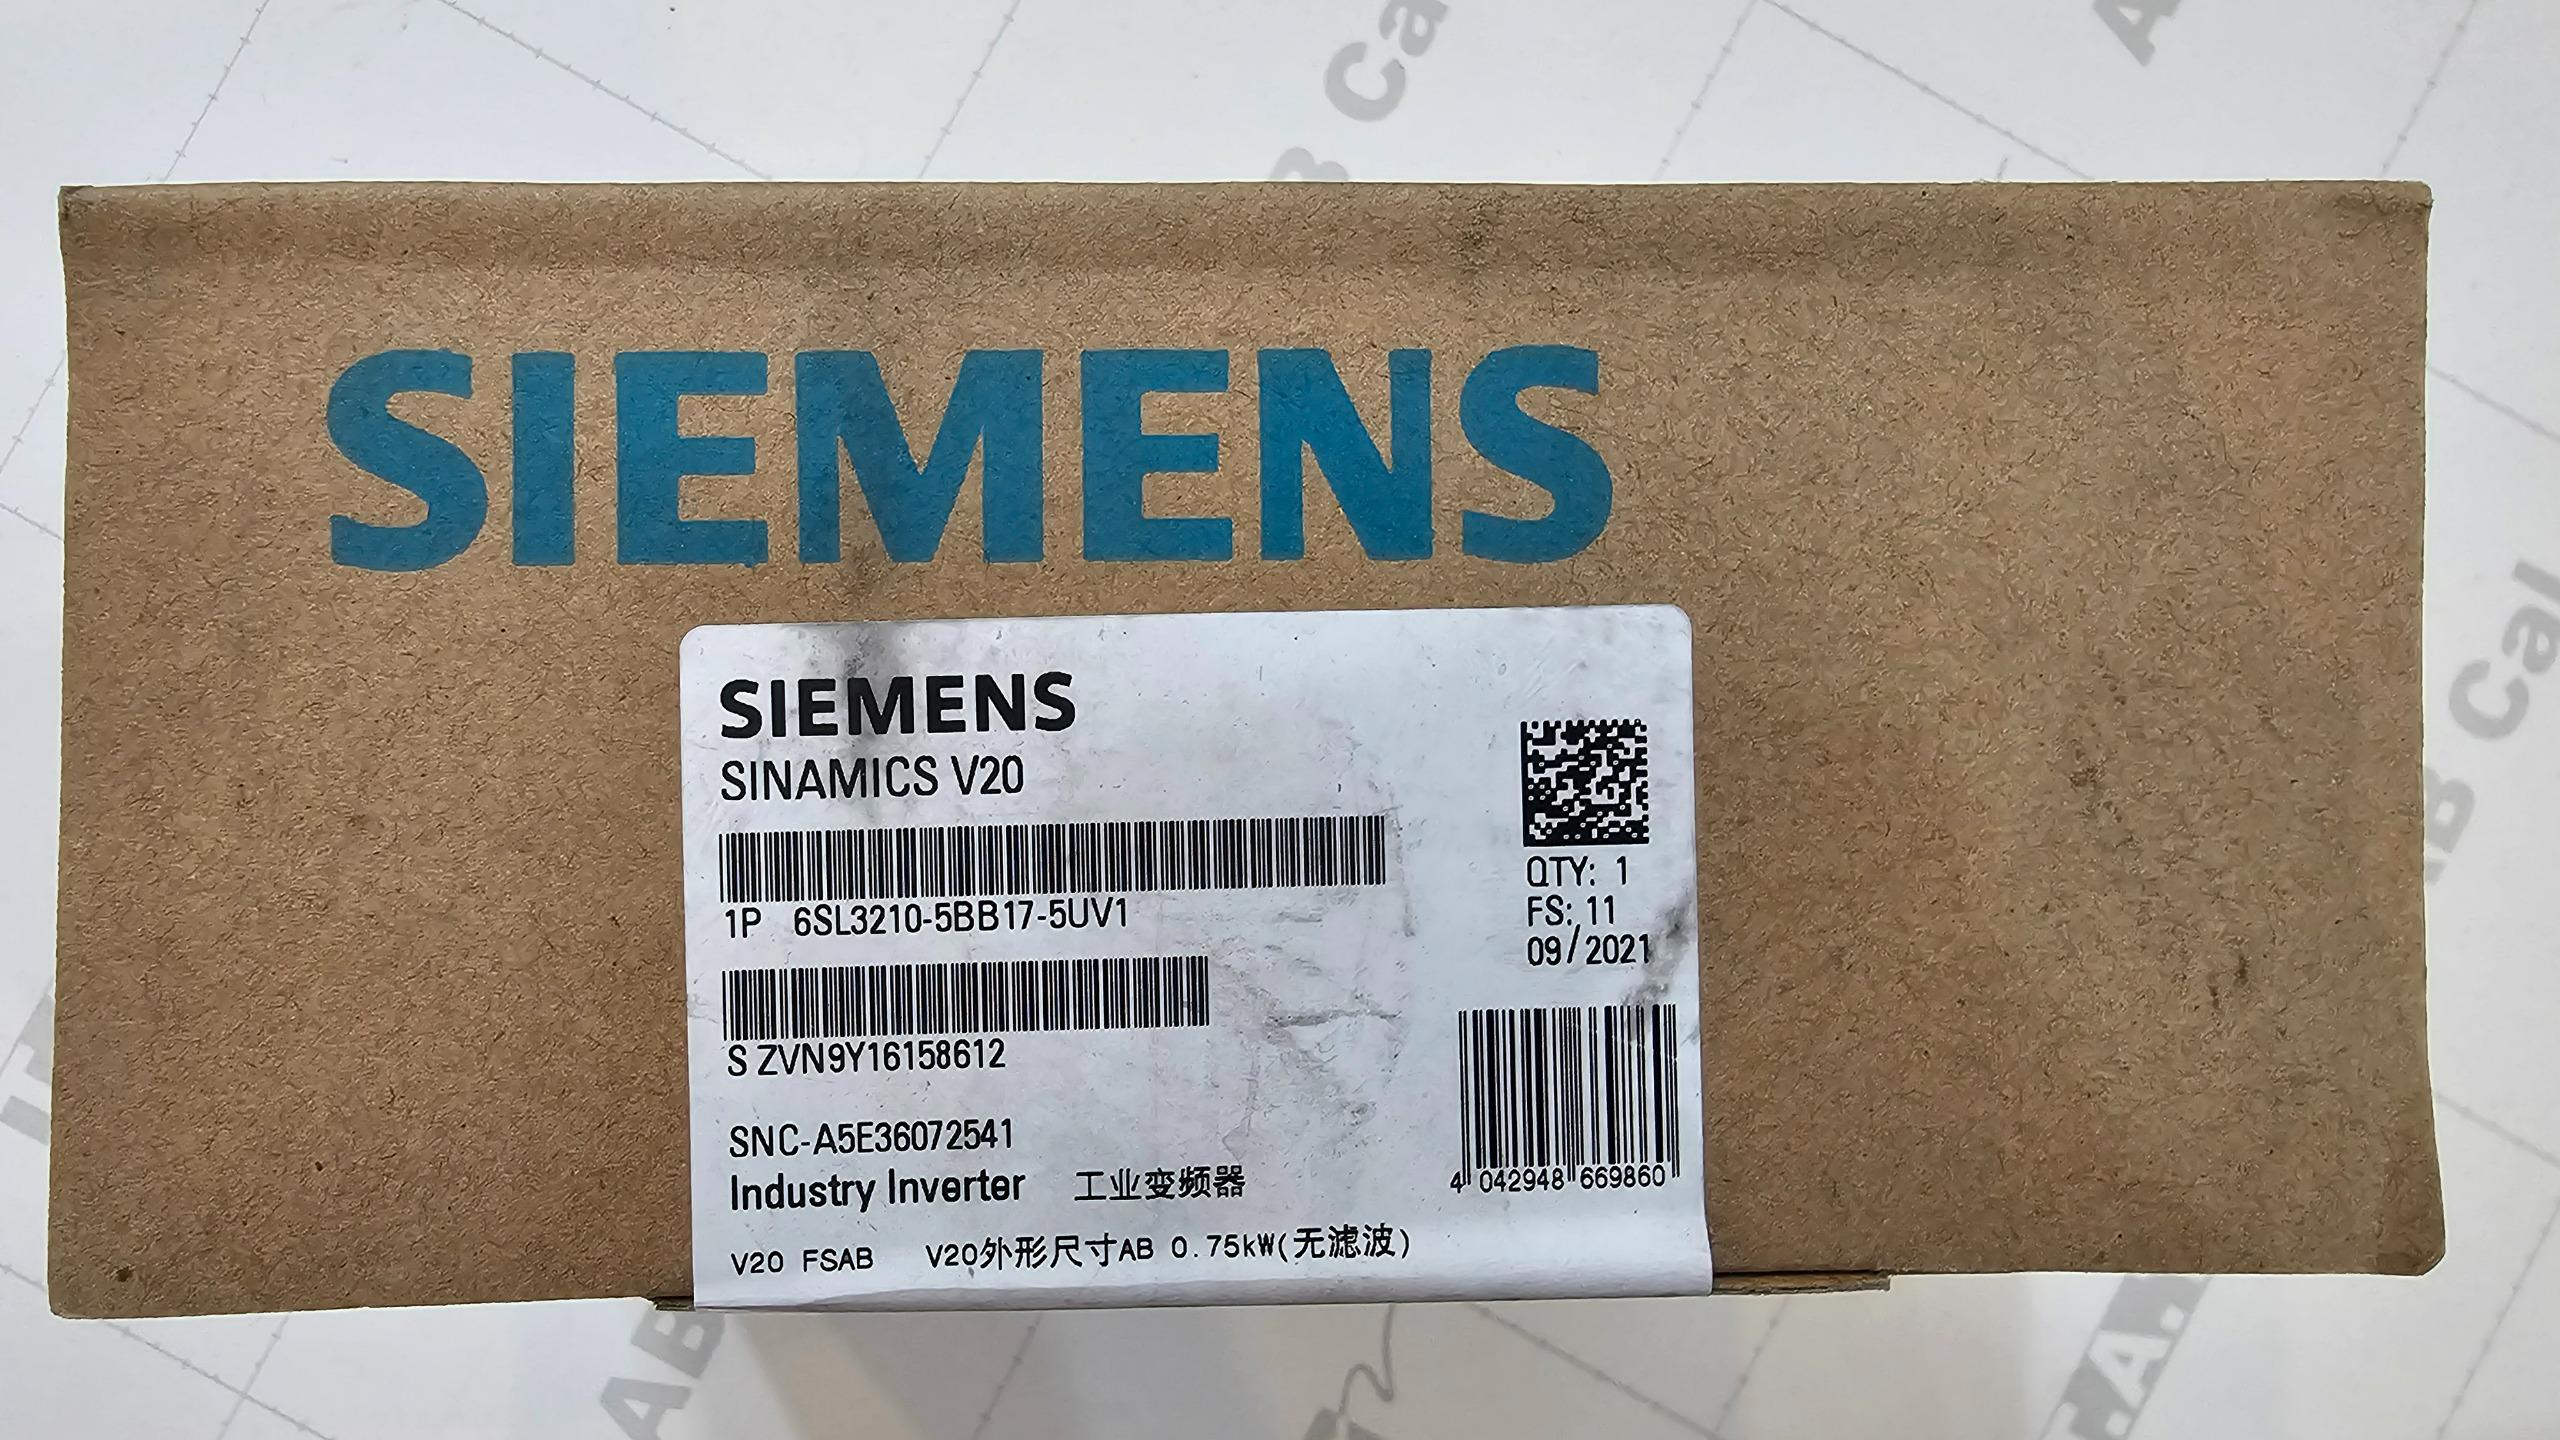 SIEMENS
SIEMENS
SINAMICS V20
1P 6SL3210-5BB17-5UV1
QTY: 1
FS: 11
09/2021
S ZVN9Y16158612
SNC-A5E36072541
Industry Inverter 工业变频器
4 042948 669860
V20 FSAB V20外形尺寸AB 0.75kW(无滤波)